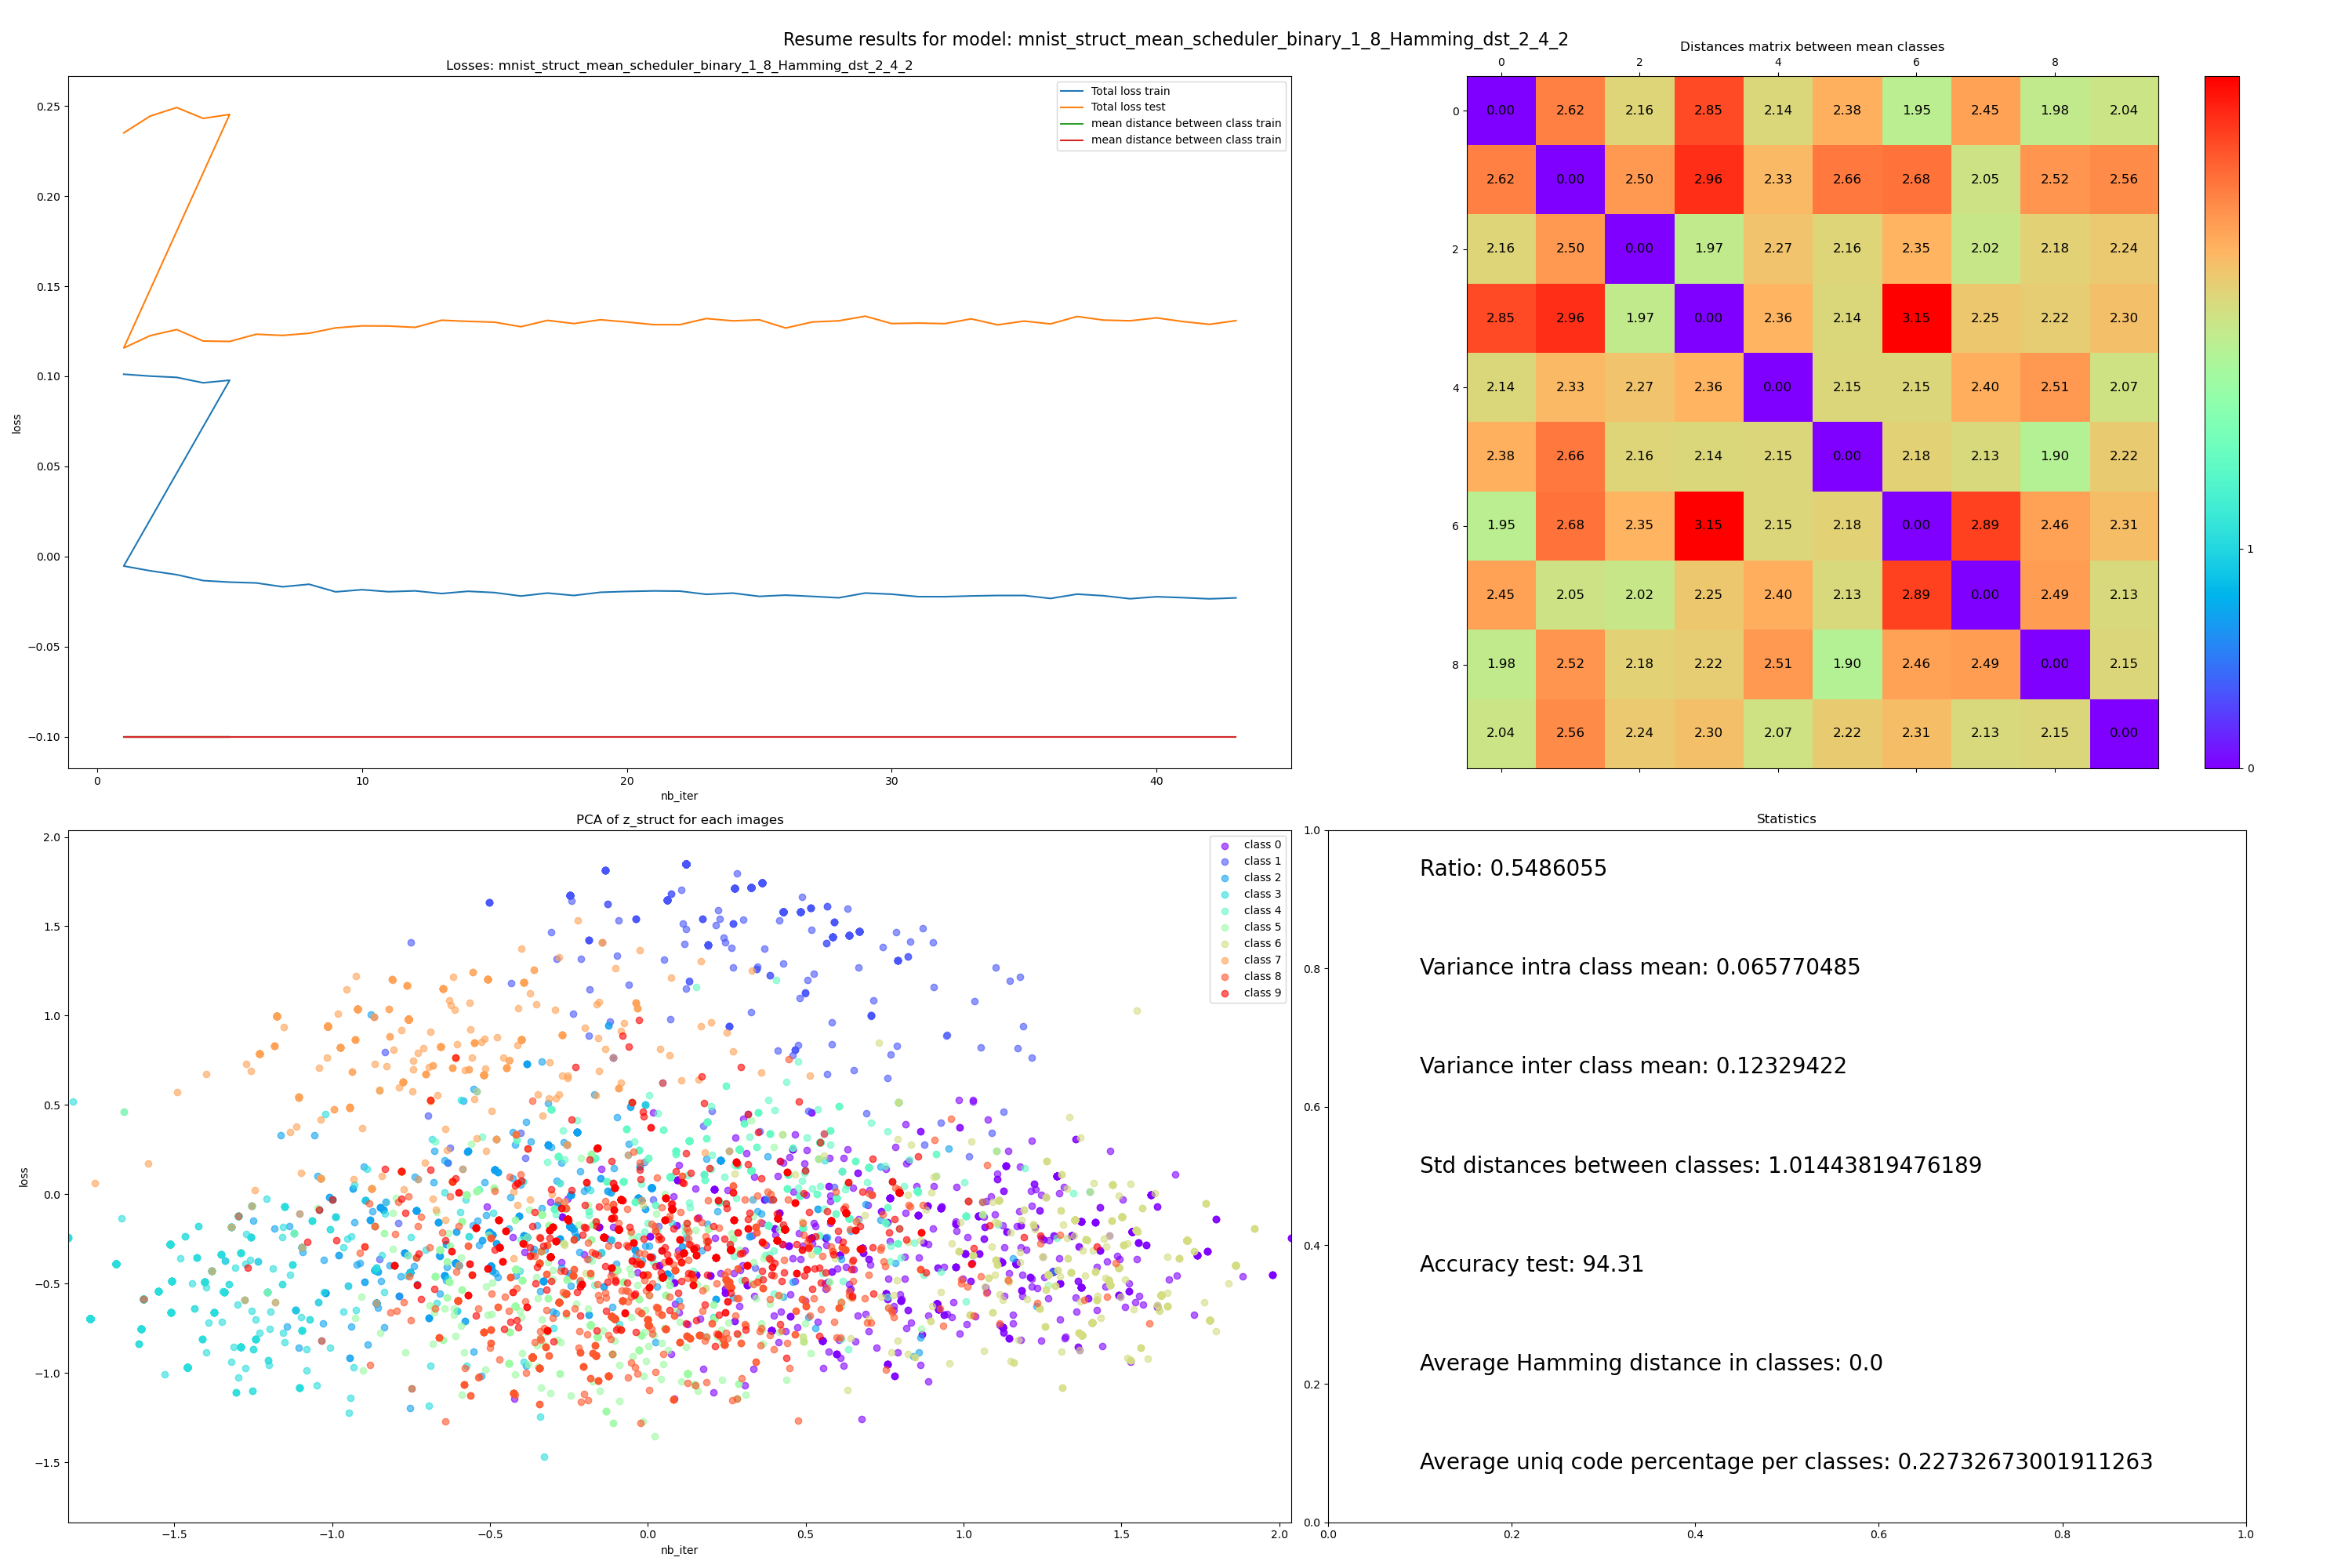 Resume results for model: mnist_struct_mean_scheduler_binary_1_8_Hamming_dst_2_4_2
Losses: mnist_struct_mean_scheduler_binary_1_8_Hamming_dst_2_4_2
0.25
0.20
0.15
0.10
0.05
0.00
−0.05
−0.10
loss
0 10 20 30 40
nb_iter
Total loss train
Total loss test
mean distance between class train
mean distance between class train
Distances matrix between mean classes
0 2 4 6 8
0 0.00 2.62 2.16 2.85 2.14 2.38 1.95 2.45 1.98 2.04
2.62 0.00 2.50 2.96 2.33 2.66 2.68 2.05 2.52 2.56
2 2.16 2.50 0.00 1.97 2.27 2.16 2.35 2.02 2.18 2.24
2.85 2.96 1.97 0.00 2.36 2.14 3.15 2.25 2.22 2.30
4 2.14 2.33 2.27 2.36 0.00 2.15 2.15 2.40 2.51 2.07
2.38 2.66 2.16 2.14 2.15 0.00 2.18 2.13 1.90 2.22
6 1.95 2.68 2.35 3.15 2.15 2.18 0.00 2.89 2.46 2.31
2.45 2.05 2.02 2.25 2.40 2.13 2.89 0.00 2.49 2.13
8 1.98 2.52 2.18 2.22 2.51 1.90 2.46 2.49 0.00 2.15
2.04 2.56 2.24 2.30 2.07 2.22 2.31 2.13 2.15 0.00
1
0
PCA of z_struct for each images
2.0
1.5
1.0
0.5
0.0
−0.5
−1.0
−1.5
loss
−1.5 −1.0 −0.5 0.0 0.5 1.0 1.5 2.0
nb_iter
class 0
class 1
class 2
class 3
class 4
class 5
class 6
class 7
class 8
class 9
Statistics
1.0
0.8
0.6
0.4
0.2
0.0
0.0 0.2 0.4 0.6 0.8 1.0
Ratio: 0.5486055
Variance intra class mean: 0.065770485
Variance inter class mean: 0.12329422
Std distances between classes: 1.01443819476189
Accuracy test: 94.31
Average Hamming distance in classes: 0.0
Average uniq code percentage per classes: 0.22732673001911263